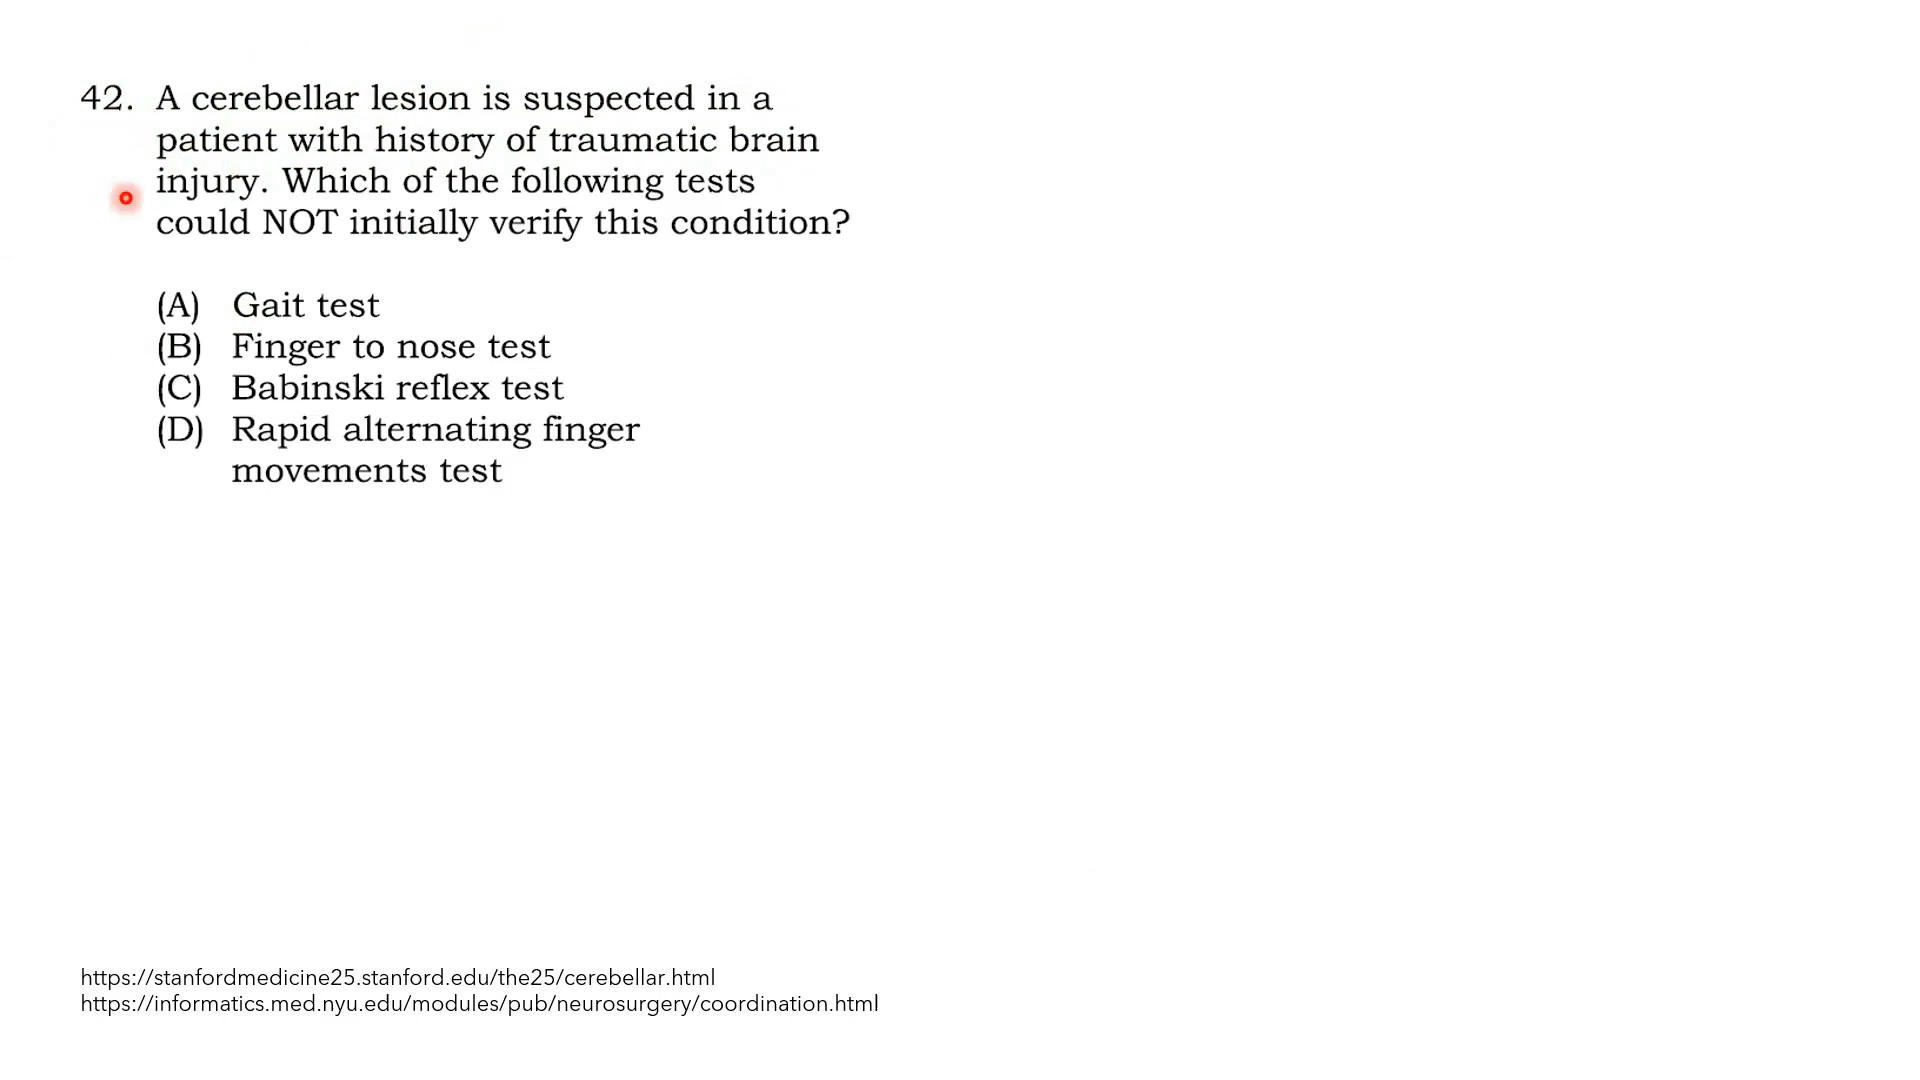 42. A cerebellar lesion is suspected in a
patient with history of traumatic brain
injury. Which of the following tests
could NOT initially verify this condition?
(A) Gait test
(B) Finger to nose test
(C) Babinski reflex test
(D) Rapid alternating finger
movements test
https://stanfordmedicine25.stanford.edu/the25/cerebellar.html
https://informatics.med.nyu.edu/modules/pub/neurosurgery/coordination.html